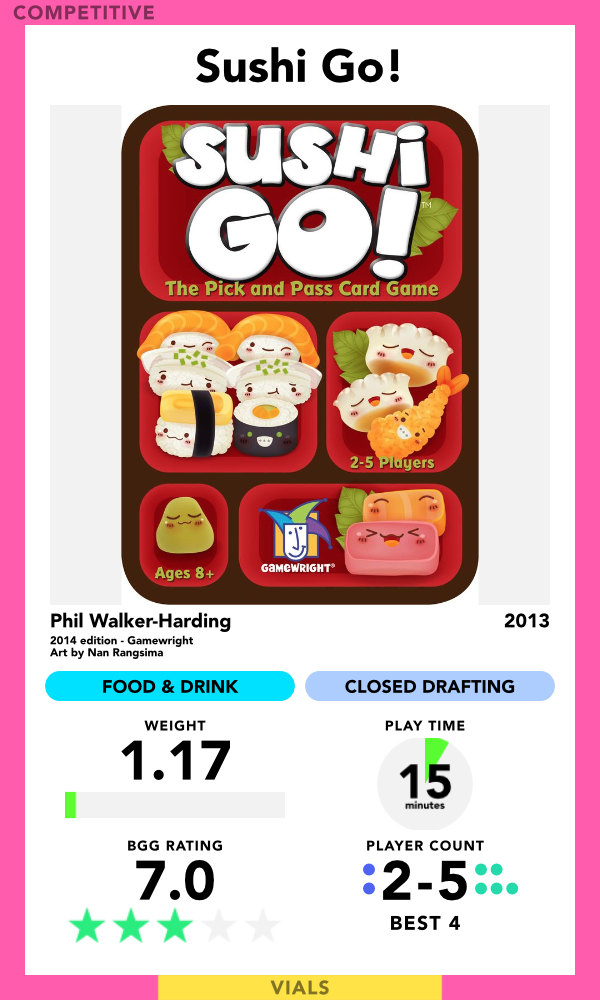 COMPETITIVE
Sushi Go!
SUSHi
GO!™
The Pick and Pass Card Game
2-5 Players
Ages 8+
GAMEWRIGHT®
Phil Walker-Harding
2013
2014 edition - Gamewright
Art by Nan Rangsima
FOOD & DRINK
CLOSED DRAFTING
WEIGHT
1.17
PLAY TIME
15
minutes
BGG RATING
7.0
PLAYER COUNT
2-5
BEST 4
VIALS